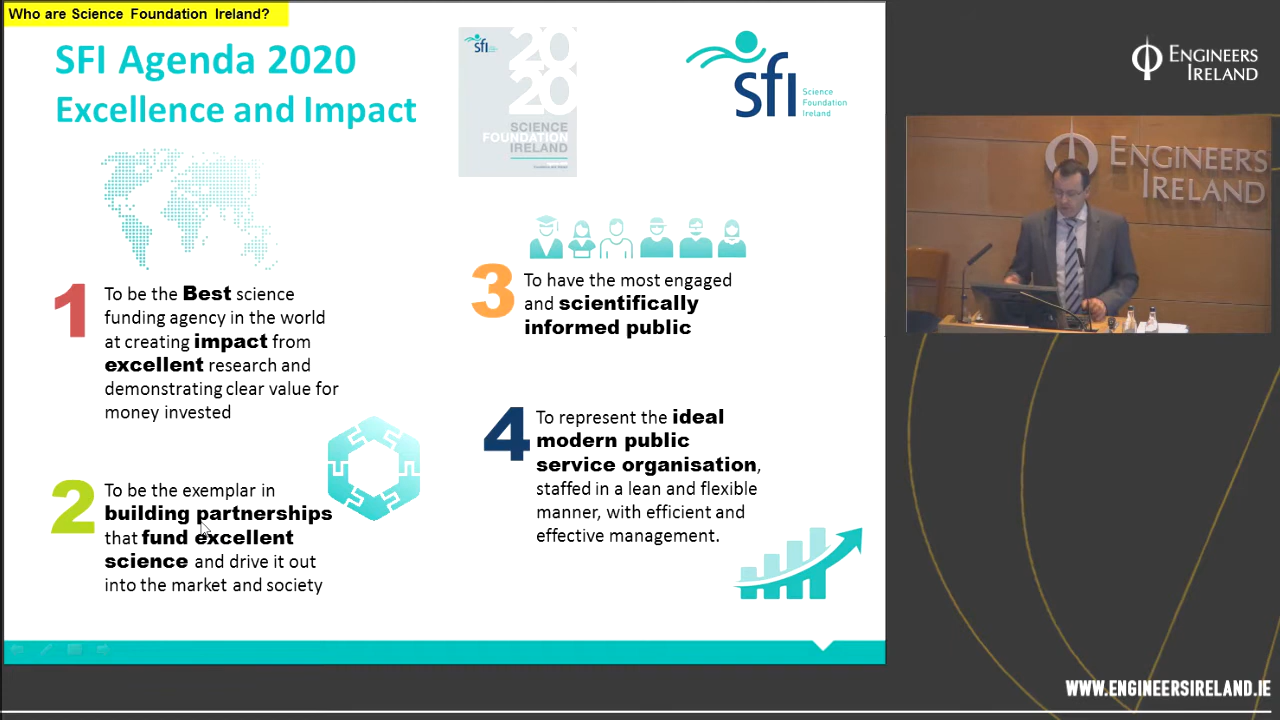 Who are Science Foundation Ireland?
SFI Agenda 2020
Excellence and Impact
sfi
20
20
SCIENCE
FOUNDATION
IRELAND
sfi
Science
Foundation
Ireland
1
To be the Best science
funding agency in the world
at creating impact from
excellent research and
demonstrating clear value for
money invested
2
To be the exemplar in
building partnerships
that fund excellent
science and drive it out
into the market and society
3
To have the most engaged
and scientifically
informed public
4
To represent the ideal
modern public
service organisation,
staffed in a lean and flexible
manner, with efficient and
effective management.
ENGINEERS
IRELAND
ENGINEERS
IRELAND
WWW.ENGINEERSIRELAND.IE